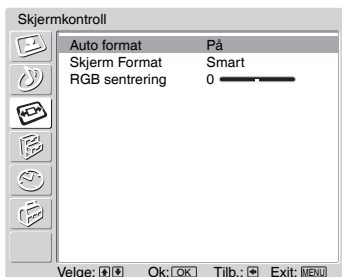 Skjermkontroll
Auto format På
Skjerm Format Smart
RGB sentrering 0
Velge: Ok: OK Tilb.: Exit: MENU